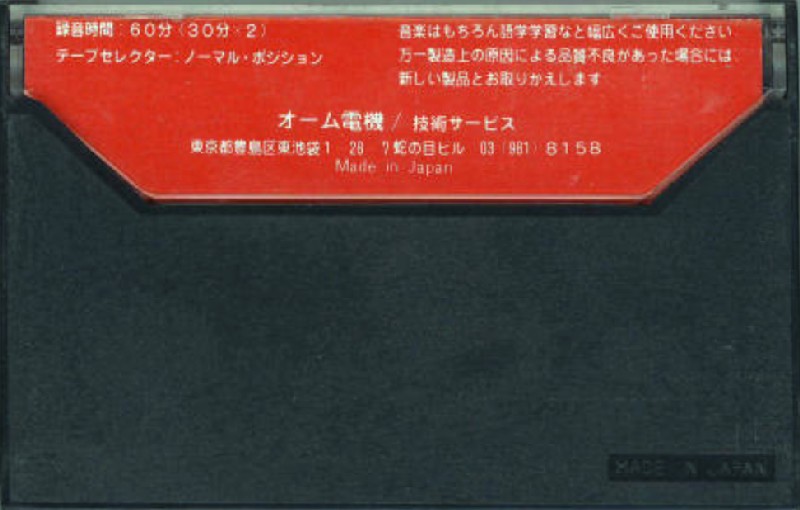 録音時間：60分（30分×2）
テープセレクター：ノーマル・ポジション
音楽はもちろん語学学習など幅広くご使用ください
万一製造上の原因による品質不良があった場合には、
新しい製品とお取りかえします
オーム電機 / 技術サービス
東京都豊島区東池袋1 28 7 蛇の目ビル 03（981）8158
Made in Japan
MADE IN JAPAN